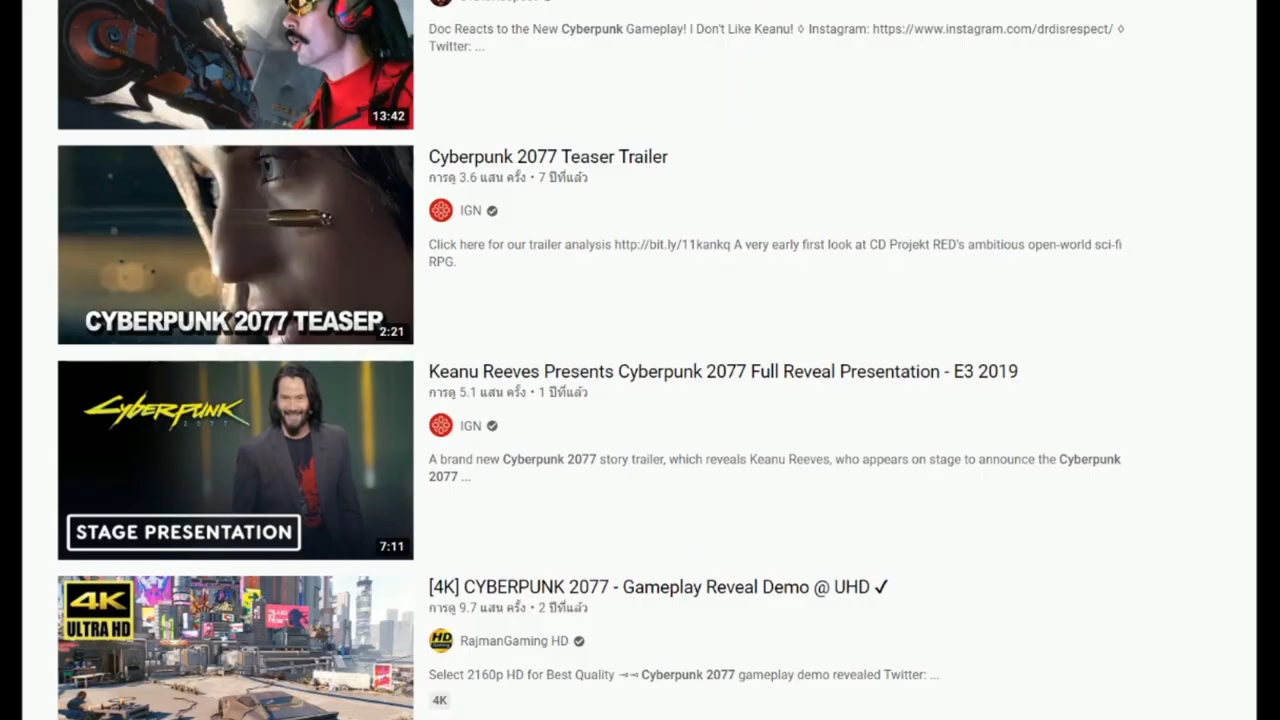 Doc Reacts to the New Cyberpunk Gameplay! I Don't Like Keanu! ◊ Instagram: https://www.instagram.com/drdisrespect/ ◊
Twitter: ...
13:42
Cyberpunk 2077 Teaser Trailer
การดู 3.6 แสน ครั้ง • 7 ปีที่แล้ว
IGN
Click here for our trailer analysis http://bit.ly/11kankq A very early first look at CD Projekt RED's ambitious open-world sci-fi
RPG.
CYBERPUNK 2077 TEASER
2:21
Keanu Reeves Presents Cyberpunk 2077 Full Reveal Presentation - E3 2019
การดู 5.1 แสน ครั้ง • 1 ปีที่แล้ว
IGN
A brand new Cyberpunk 2077 story trailer, which reveals Keanu Reeves, who appears on stage to announce the Cyberpunk
2077 ...
CYBERPUNK
2077
STAGE PRESENTATION
7:11
[4K] CYBERPUNK 2077 - Gameplay Reveal Demo @ UHD ✓
การดู 9.7 แสน ครั้ง • 2 ปีที่แล้ว
RajmanGaming HD
Select 2160p HD for Best Quality ⊸⊸ Cyberpunk 2077 gameplay demo revealed Twitter: ...
4K
4K
ULTRA HD
HD